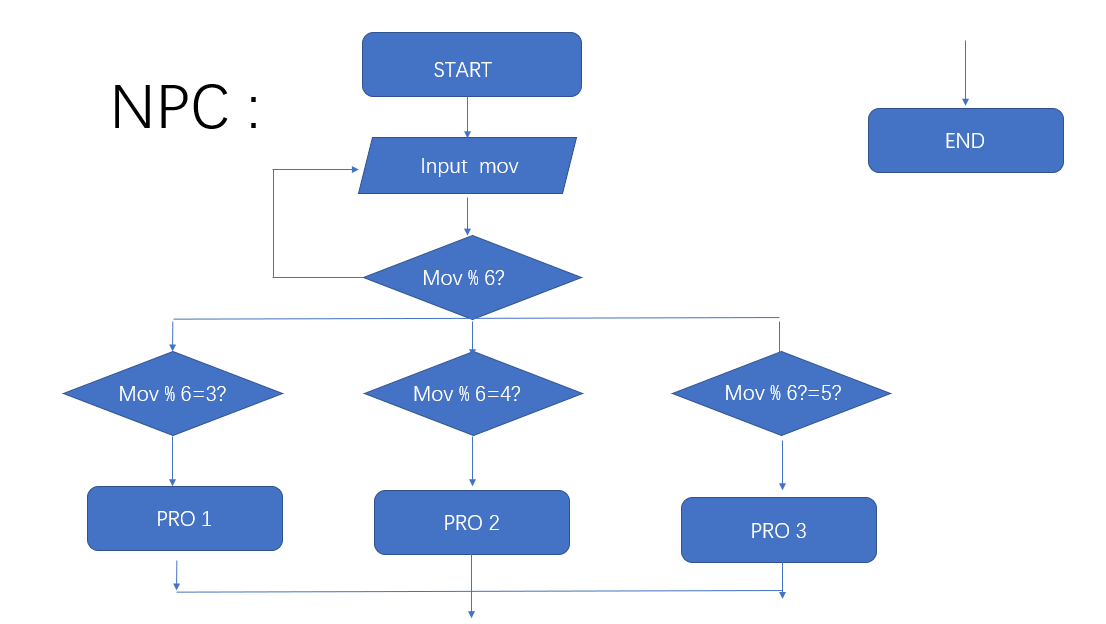 NPC :
START
Input mov
Mov % 6?
Mov % 6=3?
Mov % 6=4?
Mov % 6?=5?
PRO 1
PRO 2
PRO 3
END